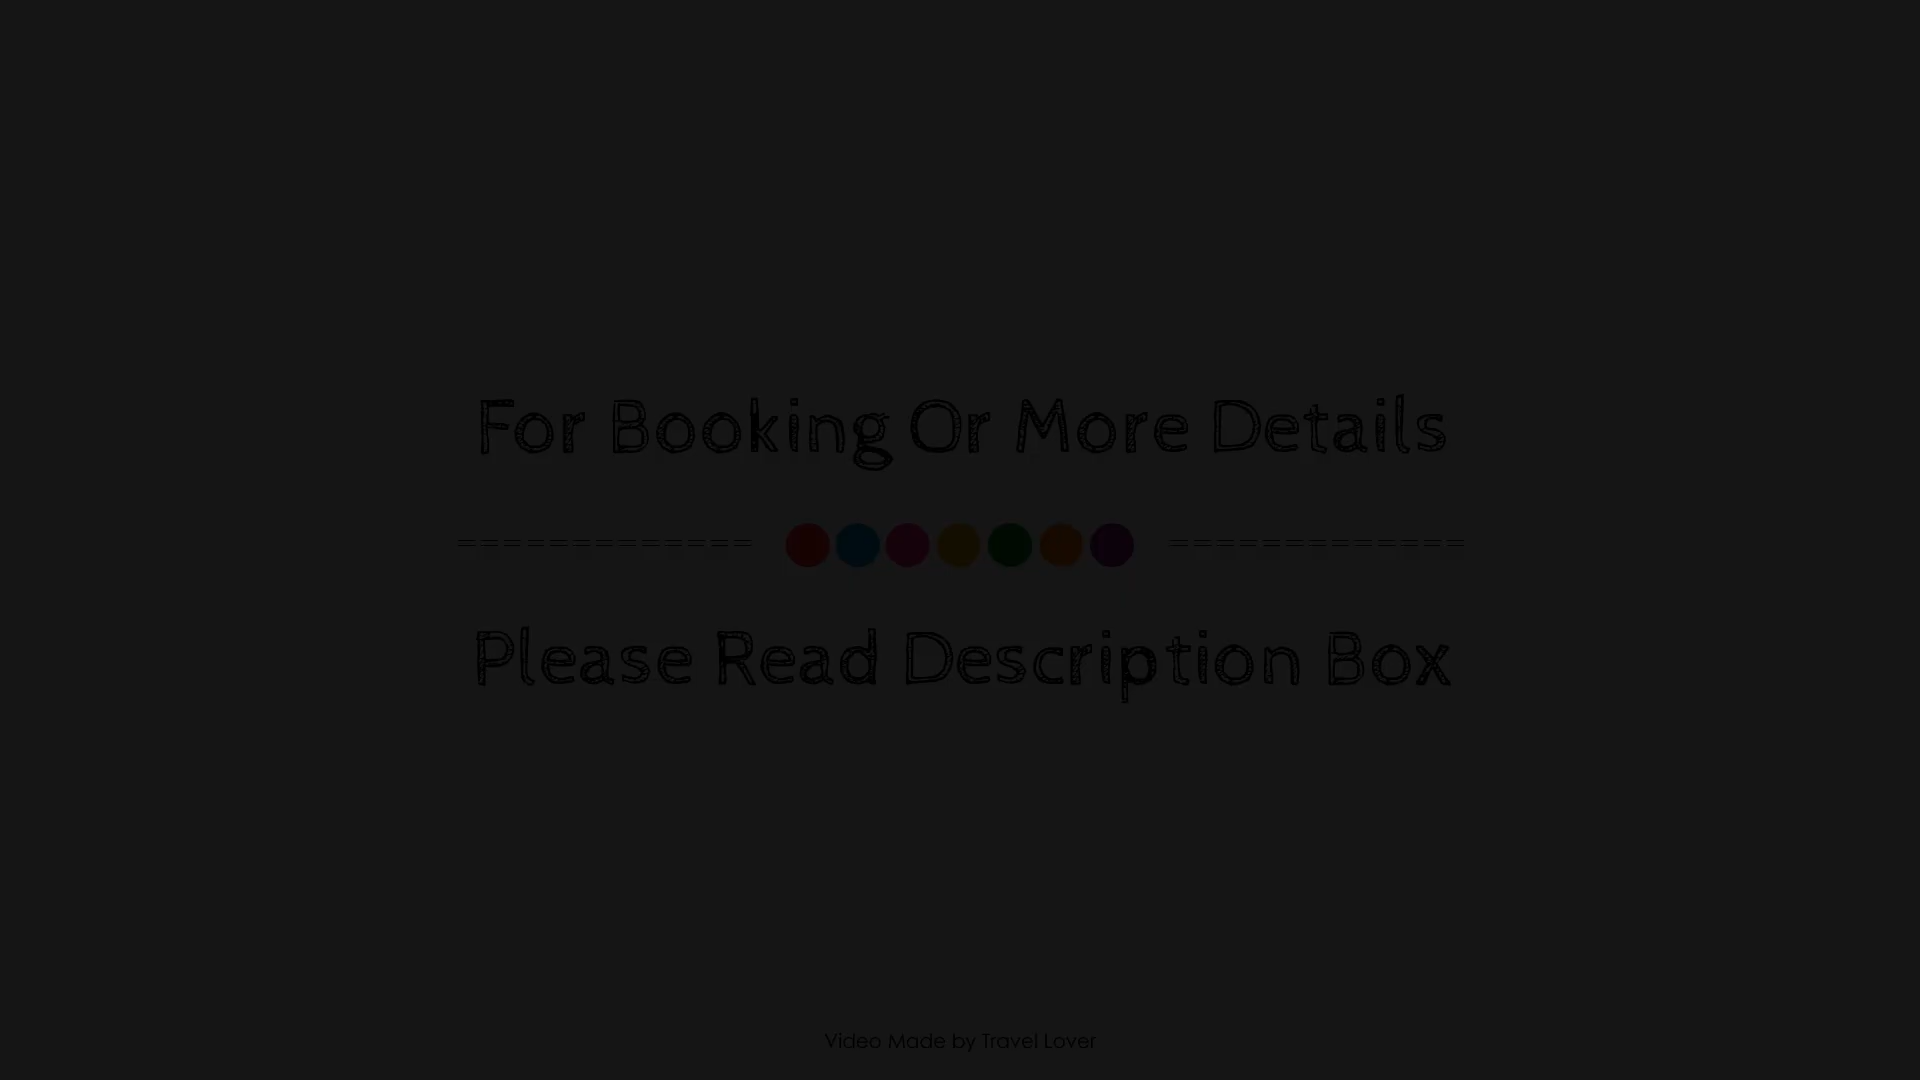 For Booking Or More Details
============= =============
Please Read Description Box
Video Made by Travel Lover